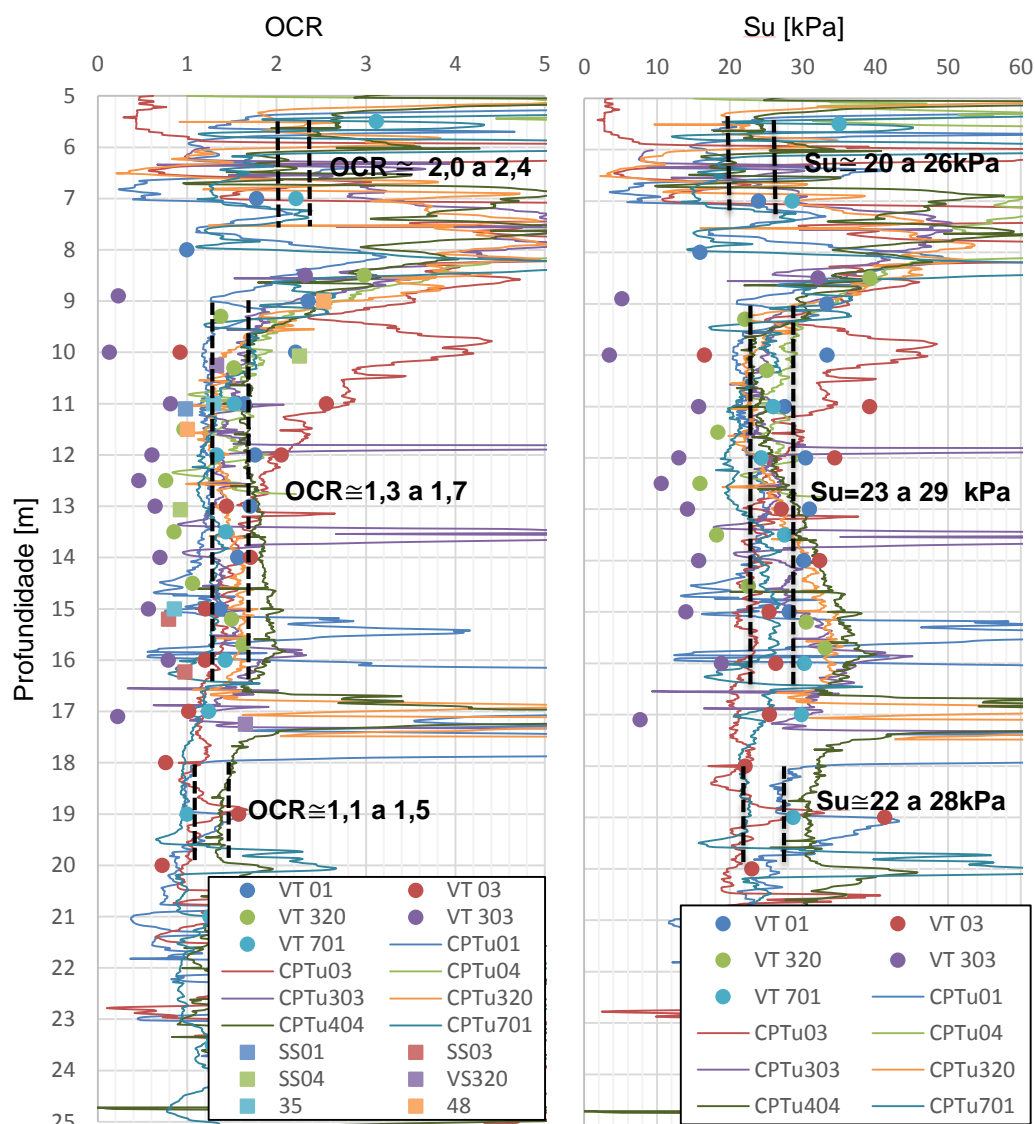 OCR
0 1 2 3 4 5
Profundidade [m]
5
6
7
8
9
10
11
12
13
14
15
16
17
18
19
20
21
22
23
24
25
OCR ≅ 2,0 a 2,4
OCR≅1,3 a 1,7
OCR≅1,1 a 1,5
VT 01 VT 03
VT 320 VT 303
VT 701 CPTu01
CPTu03 CPTu04
CPTu303 CPTu320
CPTu404 CPTu701
SS01 SS03
SS04 VS320
35 48
Su [kPa]
0 10 20 30 40 50 60
Su≅ 20 a 26kPa
Su=23 a 29 kPa
Su≅22 a 28kPa
VT 01 VT 03
VT 320 VT 303
VT 701 CPTu01
CPTu03 CPTu04
CPTu303 CPTu320
CPTu404 CPTu701